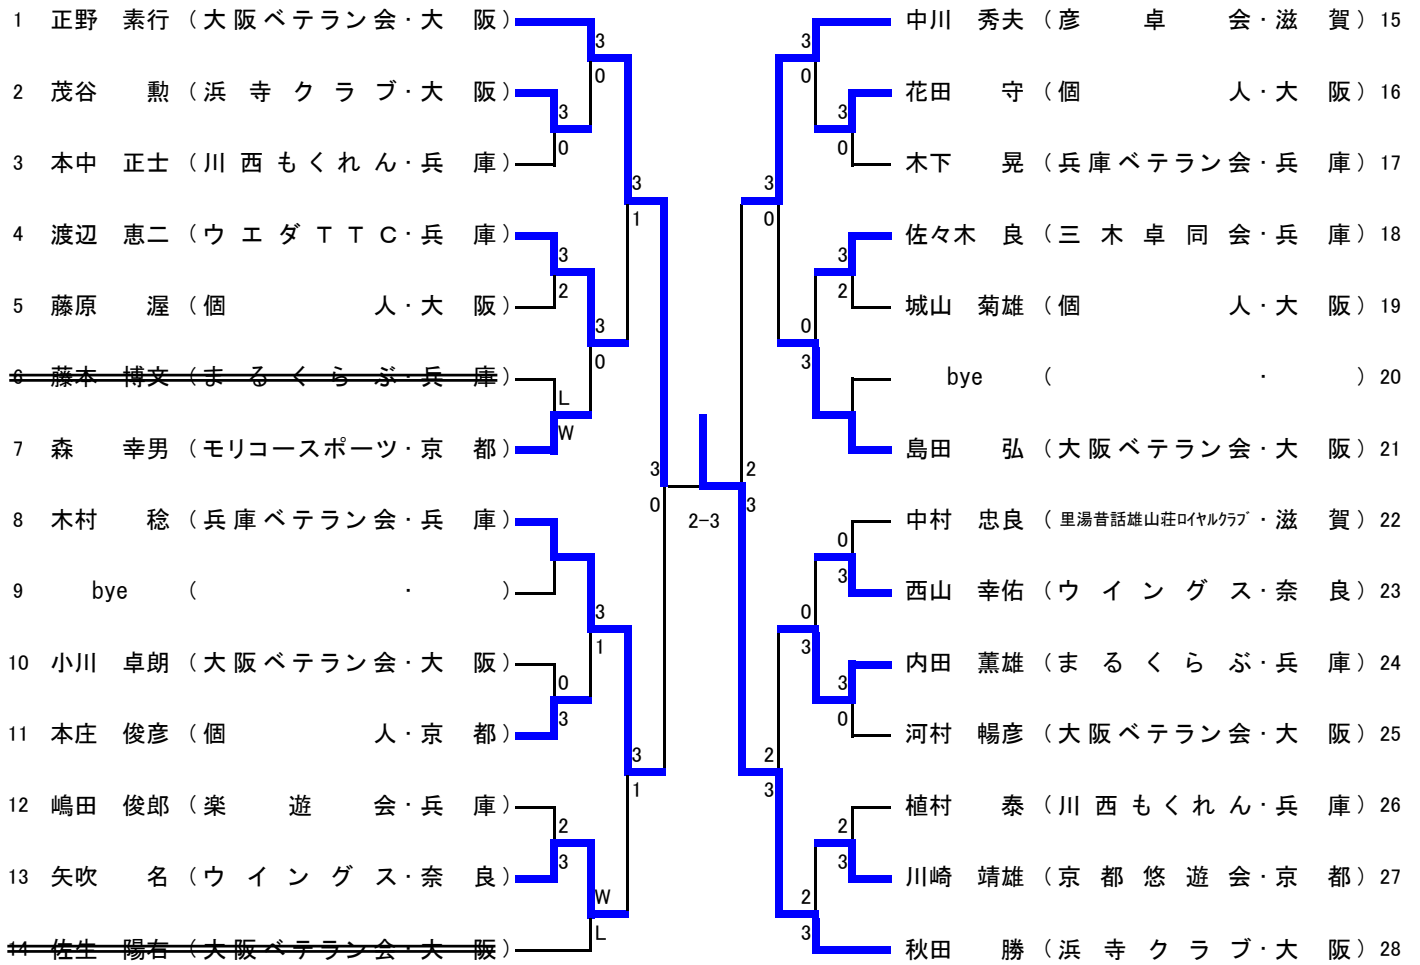 1 正野 素行 (大阪ベテラン会・大 阪)
3
0
2 茂谷 勲 (浜寺クラブ・大 阪)
3
0
3 本中 正士 (川西もくれん・兵 庫)
3
1
4 渡辺 恵二 (ウエダTTC・兵 庫)
3
2
5 藤原 渥 (個 人・大 阪)
3
0
6 藤本 博文 (まるくらぶ・兵 庫)
L
W
7 森 幸男 (モリコースポーツ・京 都)
3
0
8 木村 稔 (兵庫ベテラン会・兵 庫)
9 bye ( ・ )
3
1
10 小川 卓朗 (大阪ベテラン会・大 阪)
0
3
11 本庄 俊彦 (個 人・京 都)
3
1
12 嶋田 俊郎 (楽遊会・兵 庫)
2
3
13 矢吹 名 (ウイングス・奈 良)
W
L
14 佐生 陽右 (大阪ベテラン会・大 阪)
2-3
中川 秀夫 (彦卓会・滋 賀) 15
3
0
花田 守 (個 人・大 阪) 16
3
0
木下 晃 (兵庫ベテラン会・兵 庫) 17
3
0
佐々木 良 (三木卓同会・兵 庫) 18
3
2
城山 菊雄 (個 人・大 阪) 19
0
3
bye ( ・ ) 20
島田 弘 (大阪ベテラン会・大 阪) 21
2
3
中村 忠良 (里湯昔話雄山荘ロイヤルクラブ・滋 賀) 22
0
3
西山 幸佑 (ウイングス・奈 良) 23
0
3
内田 薫雄 (まるくらぶ・兵 庫) 24
3
0
河村 暢彦 (大阪ベテラン会・大 阪) 25
2
3
植村 泰 (川西もくれん・兵 庫) 26
2
3
川崎 靖雄 (京都悠遊会・京 都) 27
2
3
秋田 勝 (浜寺クラブ・大 阪) 28